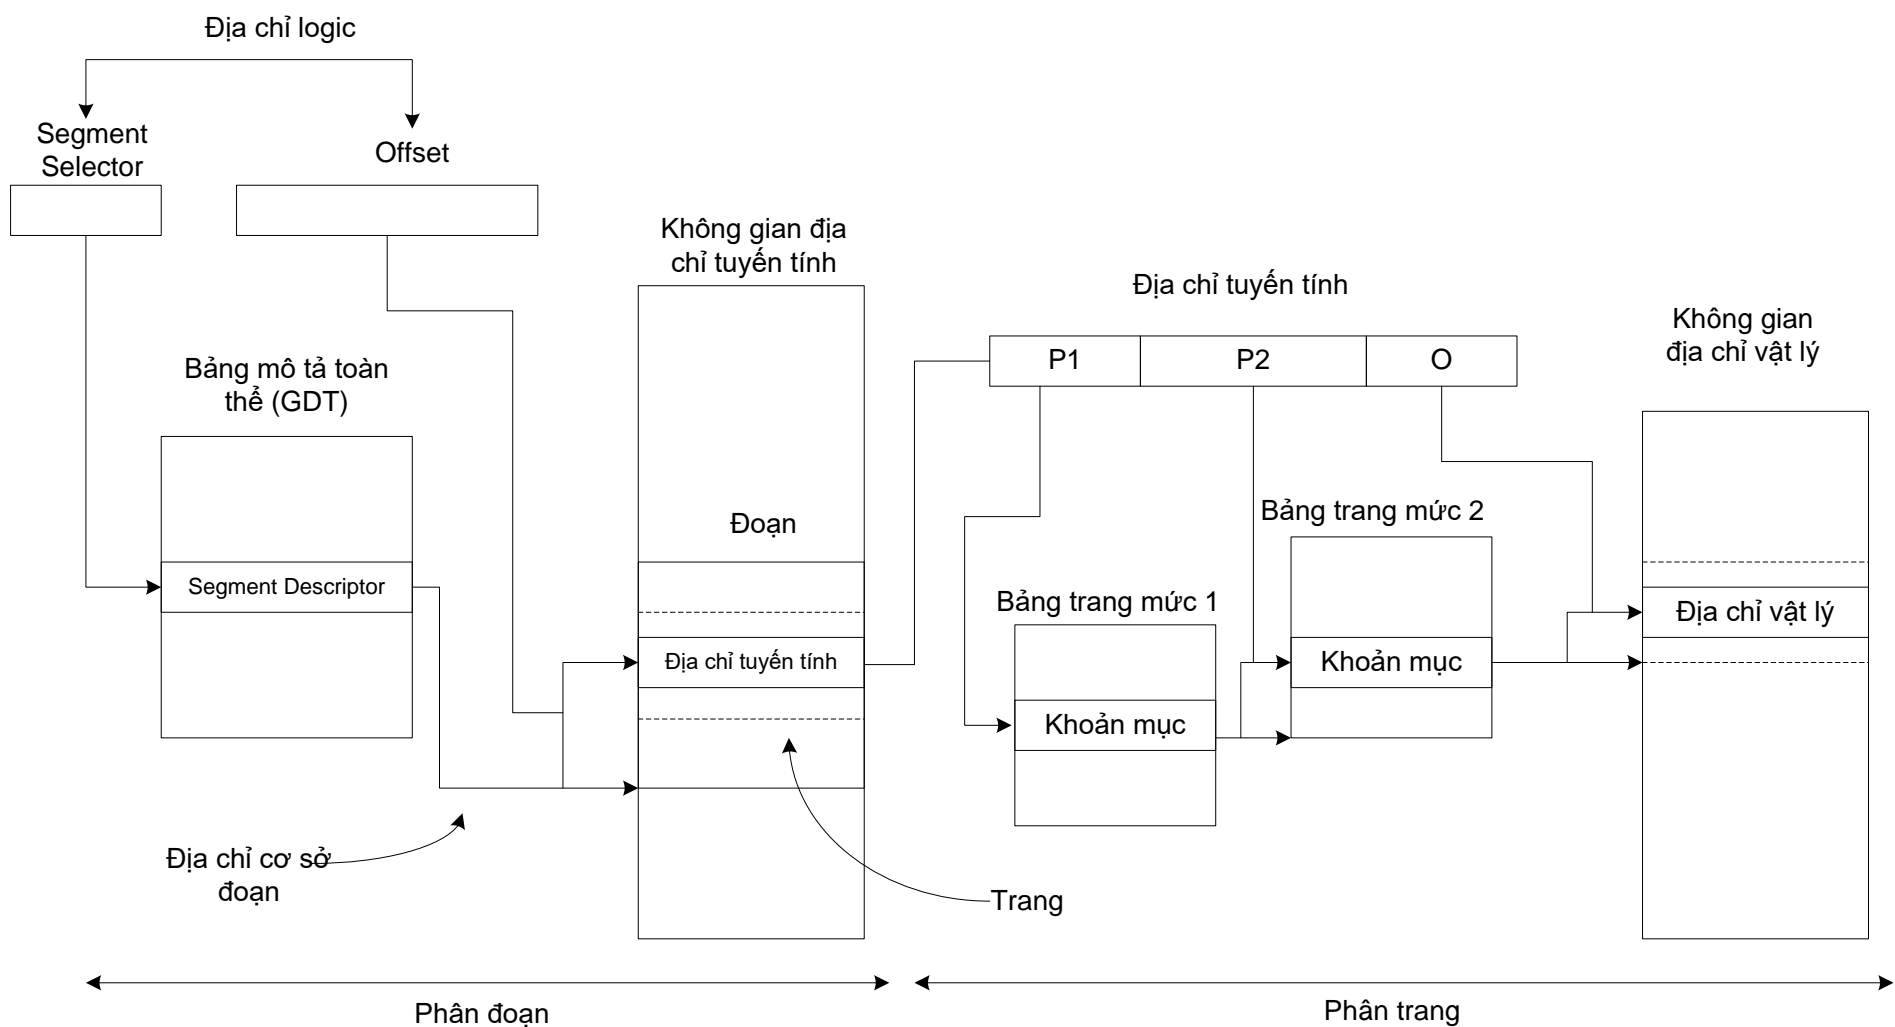 Địa chỉ logic
Segment
Selector
Offset
Không gian địa
chỉ tuyến tính
Địa chỉ tuyến tính
Không gian
địa chỉ vật lý
P1
P2
O
Bảng mô tả toàn
thể (GDT)
Đoạn
Bảng trang mức 2
Segment Descriptor
Bảng trang mức 1
Địa chỉ vật lý
Địa chỉ tuyến tính
Khoản mục
Khoản mục
Địa chỉ cơ sở
đoạn
Trang
Phân đoạn
Phân trang